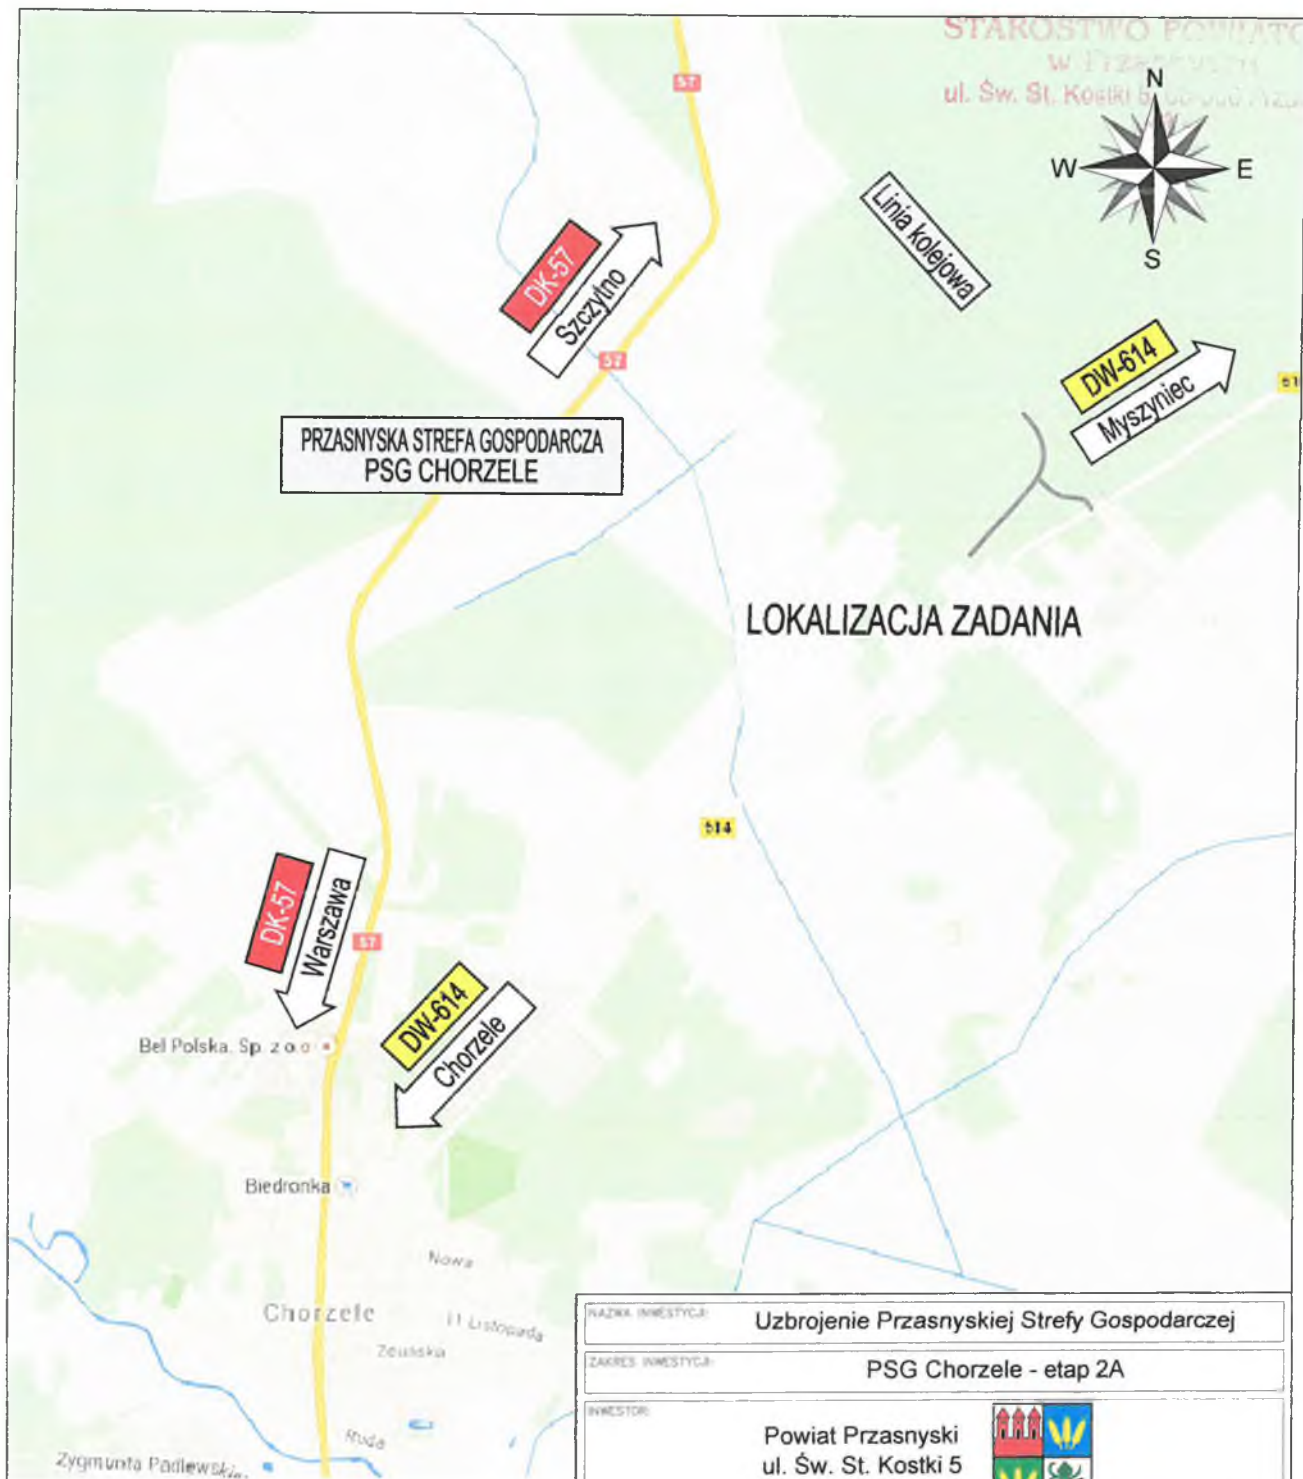 STAROSTWO
w
ul. Św. St. Kostki 5
N
W
E
S
57
Linia kolejowa
DK-57
Szczytno
57
DW-614
Myszyniec
PRZASNYSKA STREFA GOSPODARCZA
PSG CHORZELE
LOKALIZACJA ZADANIA
614
DK-57
Warszawa
57
DW-614
Chorzele
Bel Polska. Sp. z o.o
Biedronka
Nowa
Chorzele
11 Listopada
Ruda
NAZWA INWESTYCJI:
Uzbrojenie Przasnyskiej Strefy Gospodarczej
ZAKRES INWESTYCJI:
PSG Chorzele - etap 2A
INWESTOR:
Powiat Przasnyski
ul. Św. St. Kostki 5
Zygmunta